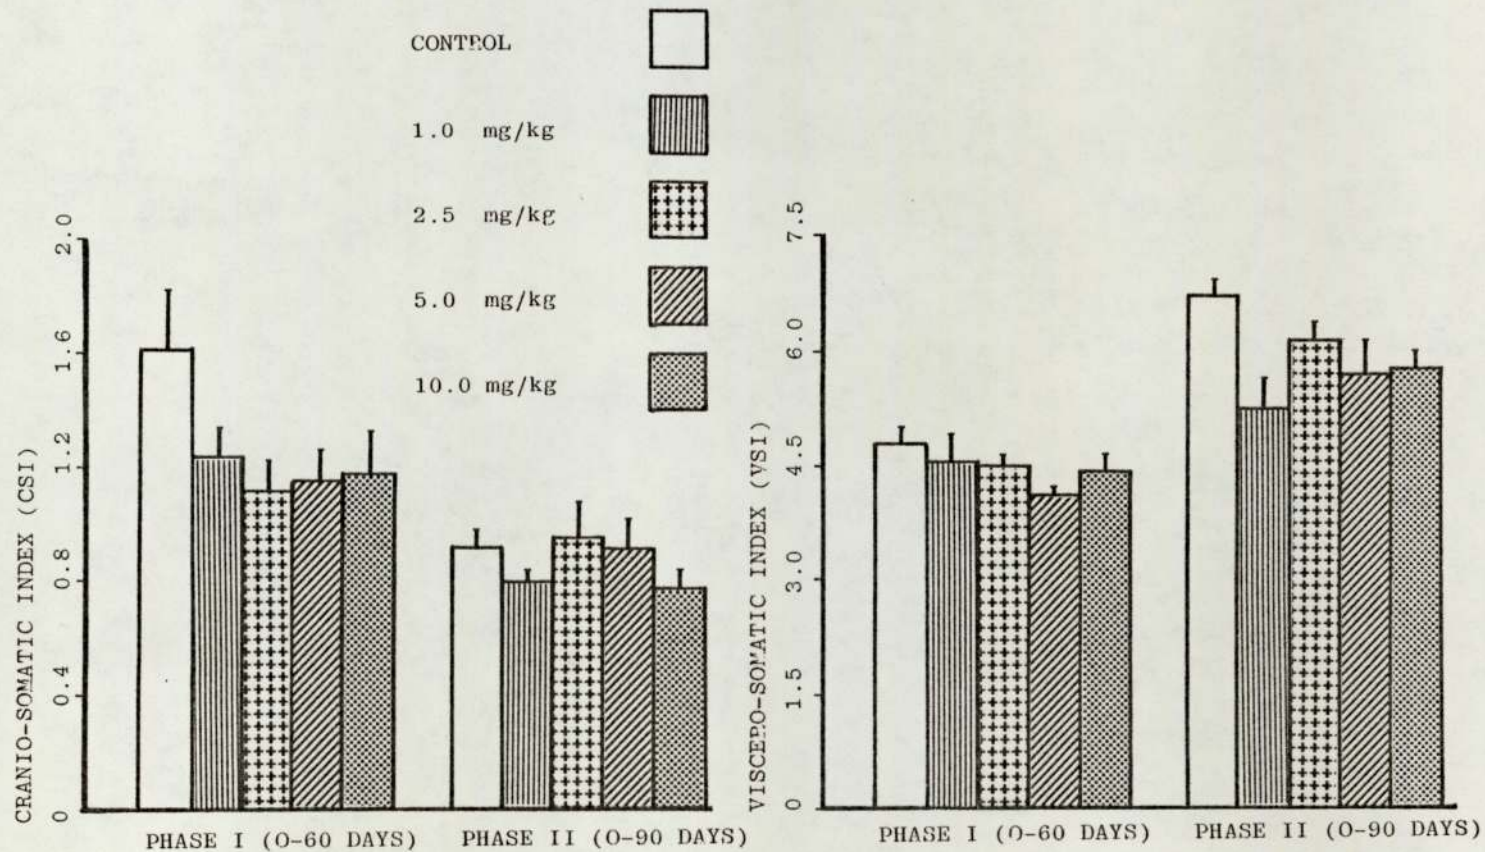 CONTROL
1.0 mg/kg
2.5 mg/kg
5.0 mg/kg
10.0 mg/kg
CRANIO-SOMATIC INDEX (CSI)
2.0
1.6
1.2
0.8
0.4
0
PHASE I (0-60 DAYS)
PHASE II (0-90 DAYS)
VISCERO-SOMATIC INDEX (VSI)
7.5
6.0
4.5
3.0
1.5
0
PHASE I (0-60 DAYS)
PHASE II (0-90 DAYS)